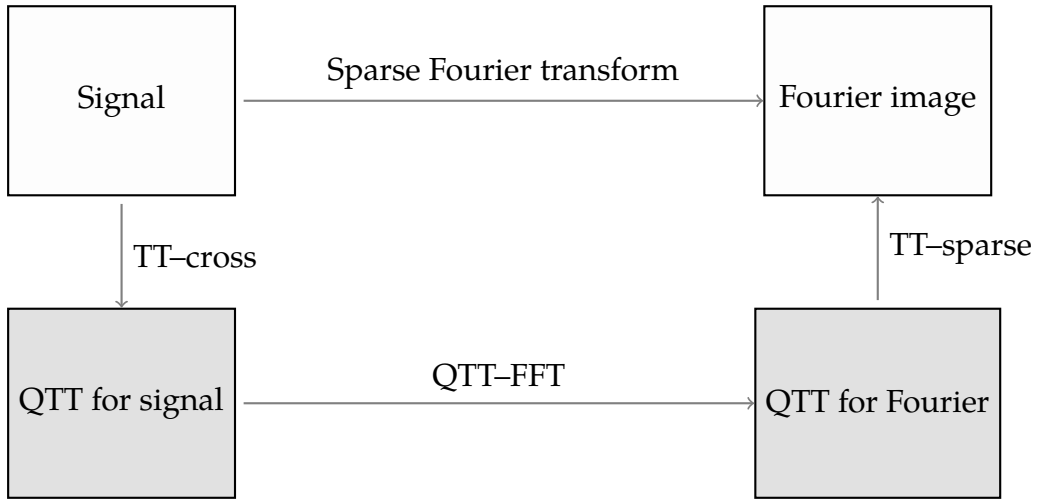 Signal
Sparse Fourier transform
Fourier image
TT–cross
TT–sparse
QTT for signal
QTT–FFT
QTT for Fourier